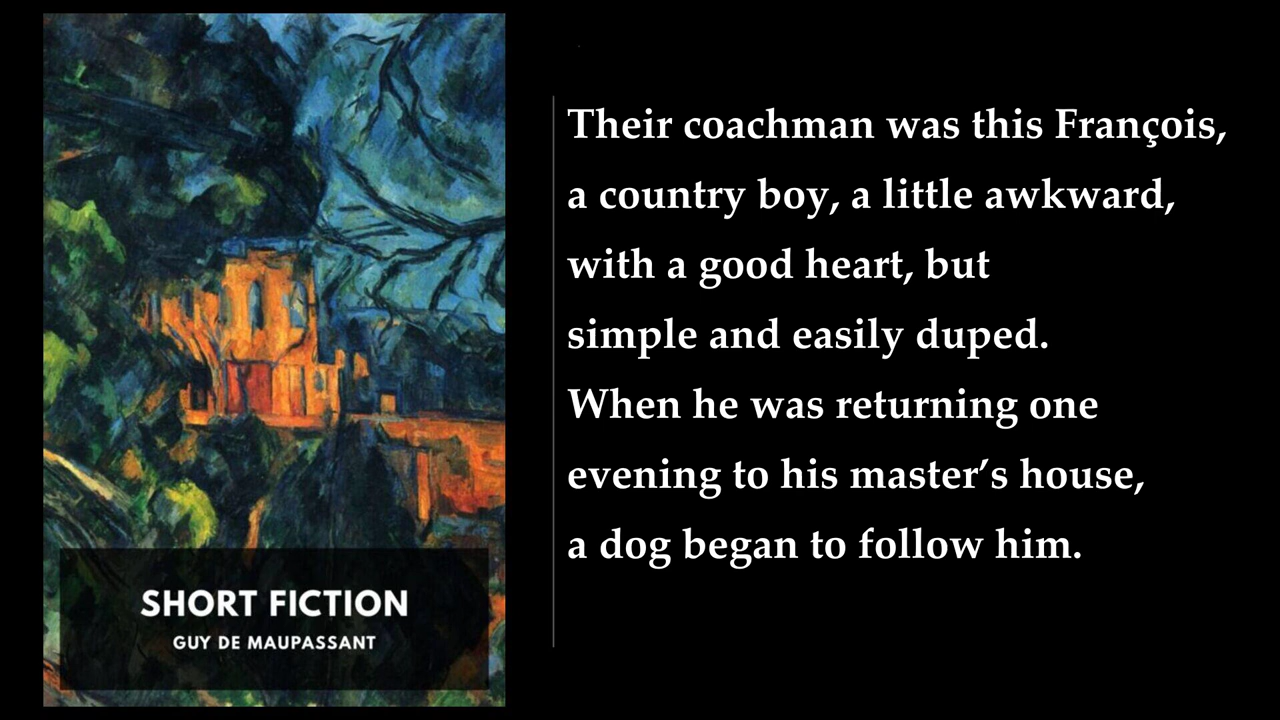 SHORT FICTION
GUY DE MAUPASSANT
Their coachman was this François,
a country boy, a little awkward,
with a good heart, but
simple and easily duped.
When he was returning one
evening to his master’s house,
a dog began to follow him.